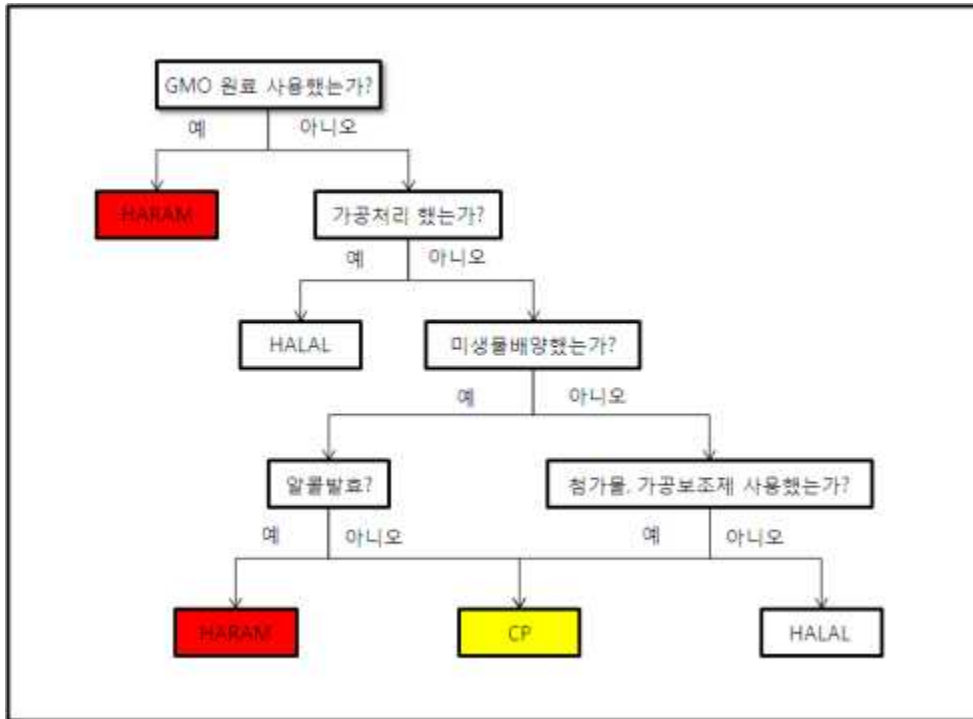 GMO 원료 사용했는가?
예 아니오
HARAM 가공처리 했는가?
예 아니오
HALAL 미생물배양했는가?
예 아니오
알콜발효? 첨가물, 가공보조제 사용했는가?
예 아니오 예 아니오
HARAM CP HALAL